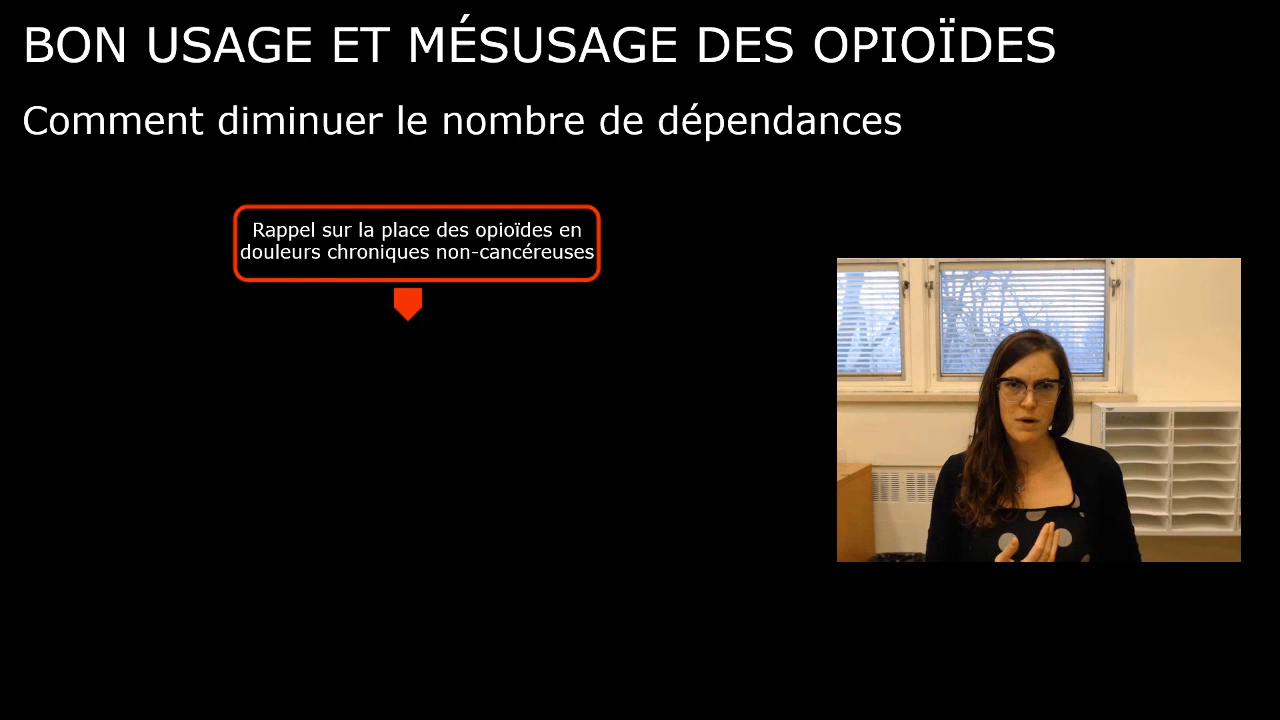 BON USAGE ET MÉSUSAGE DES OPIOÏDES
Comment diminuer le nombre de dépendances
Rappel sur la place des opioïdes en
douleurs chroniques non-cancéreuses